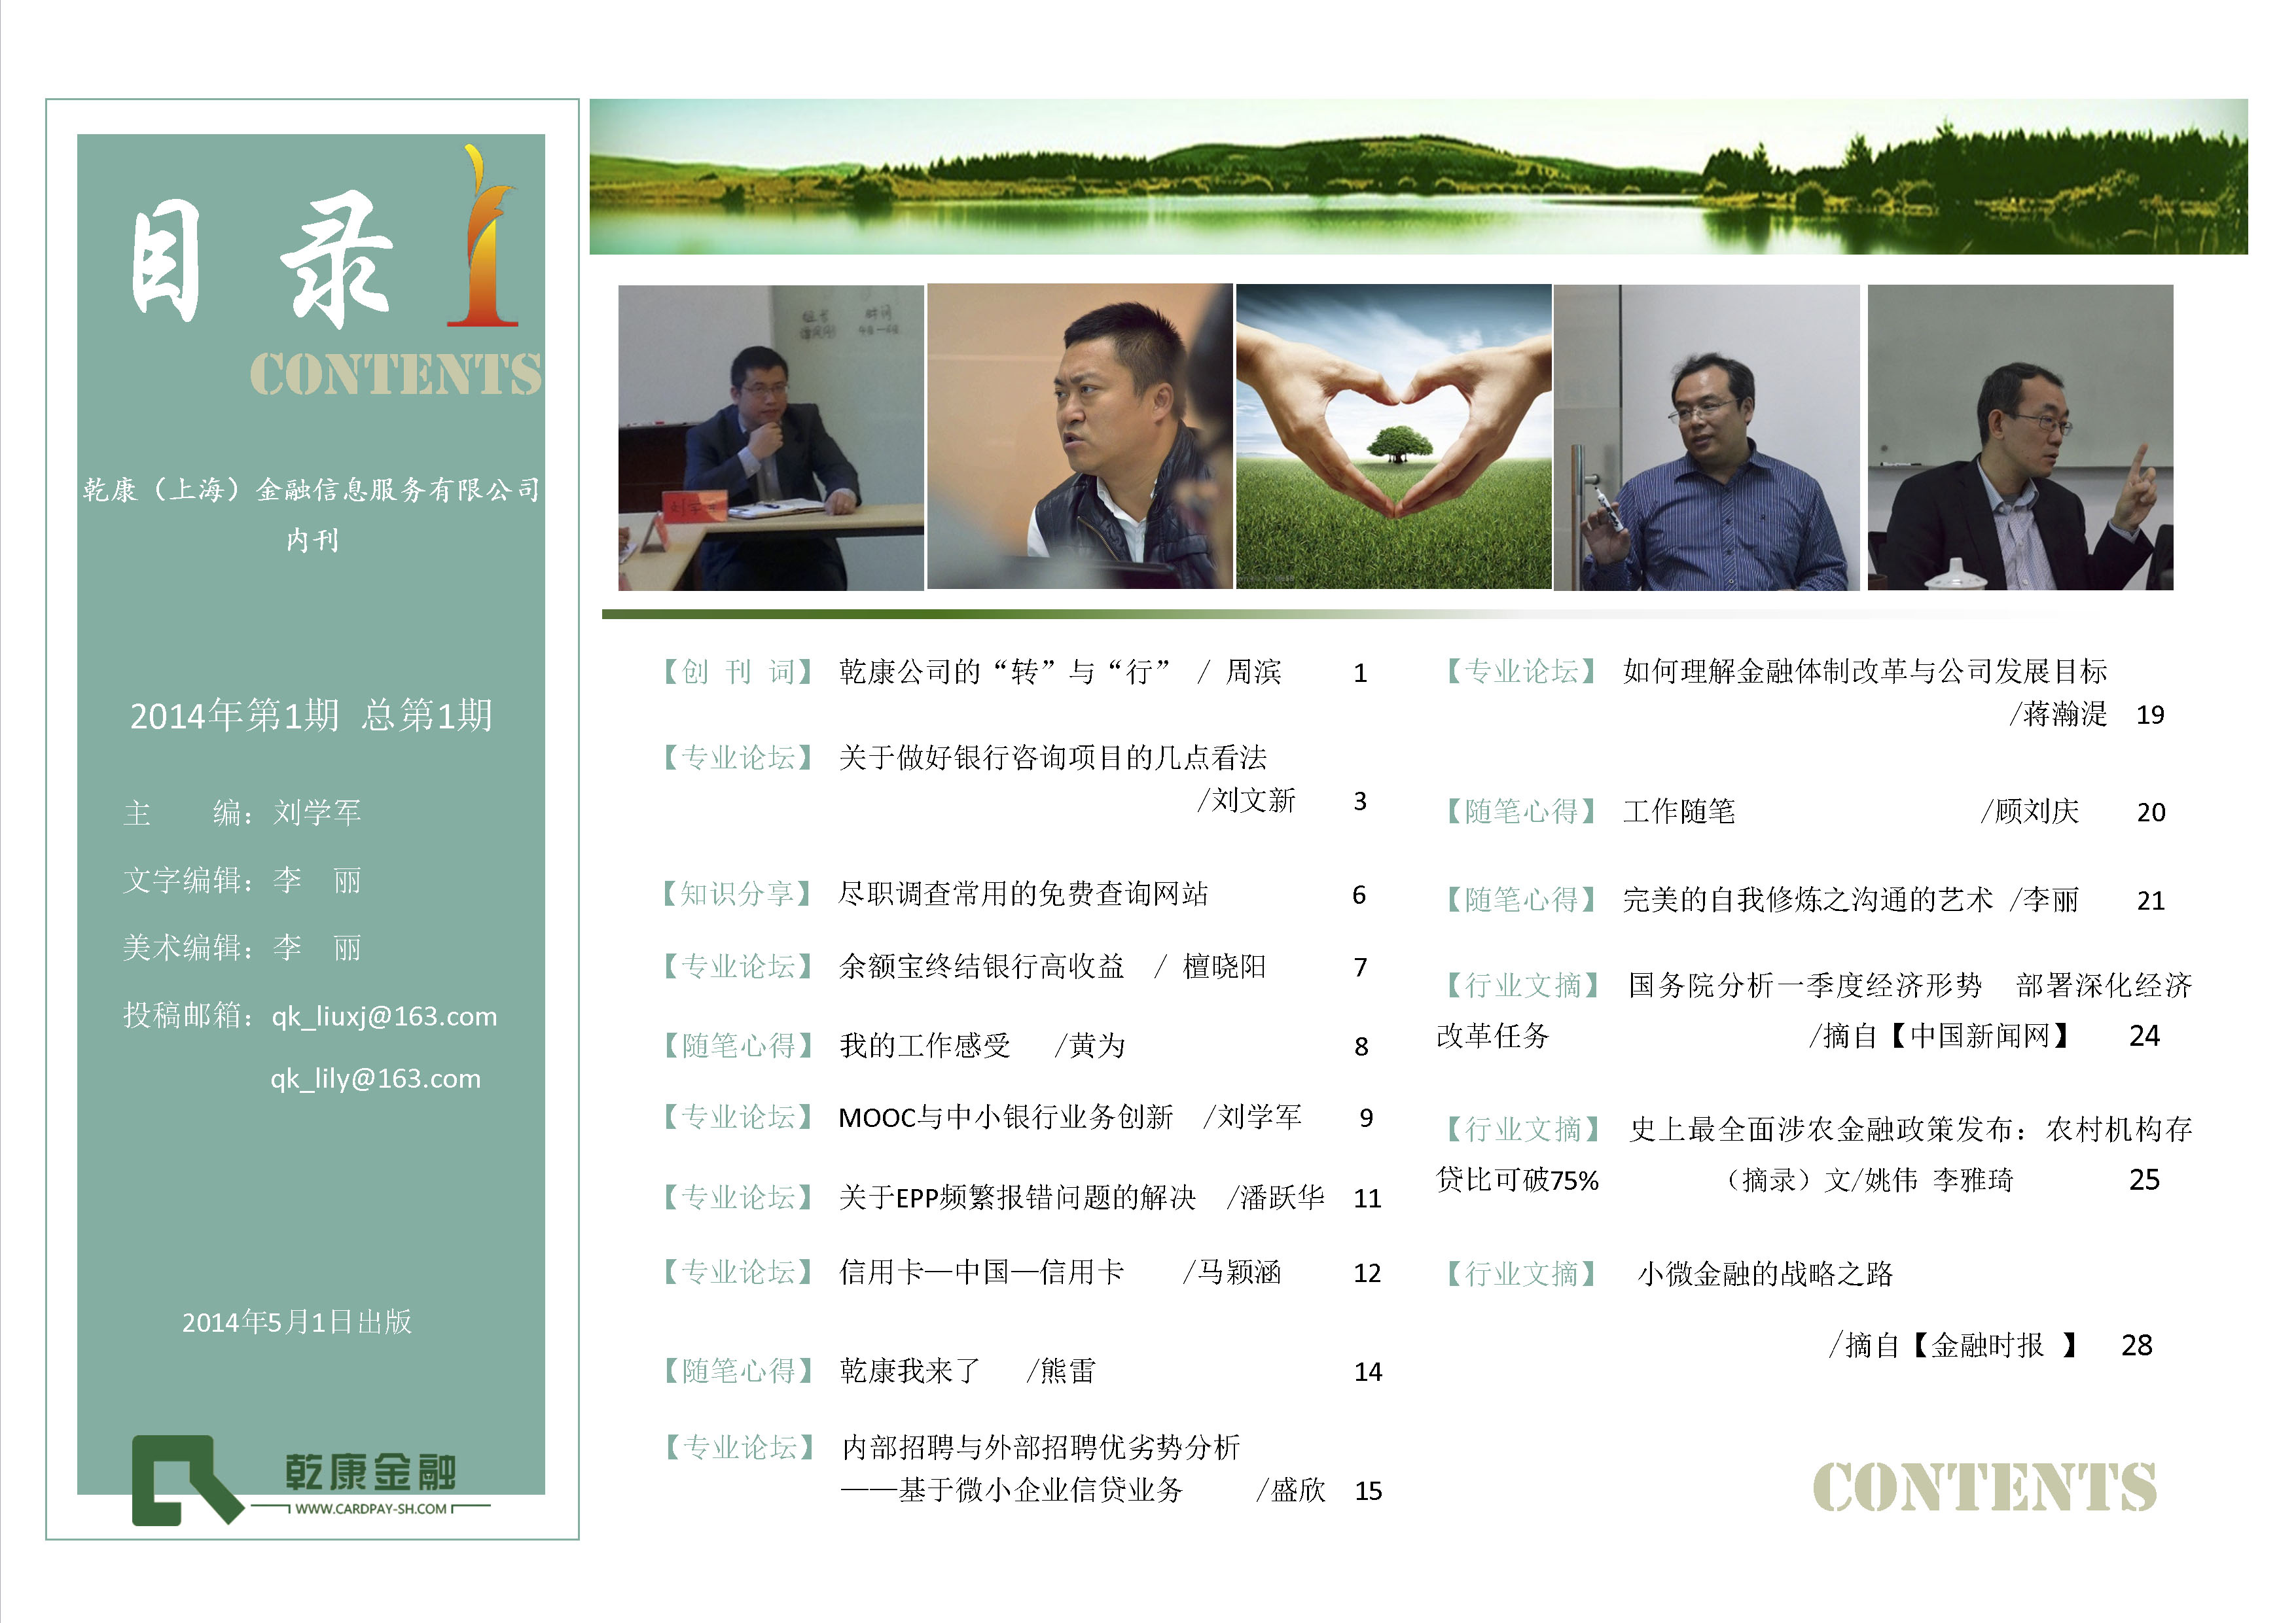 目 录
CONTENTS
乾康（上海）金融信息服务有限公司
内刊
2014年第1期 总第1期
主 编：刘学军
文字编辑：李 丽
美术编辑：李 丽
投稿邮箱：qk_liuxj@163.com
qk_lily@163.com
2014年5月1日出版
乾康金融
WWW.CARDPAY-SH.COM
【创 刊 词】 乾康公司的“转”与“行” / 周滨 1
【专业论坛】 关于做好银行咨询项目的几点看法
/刘文新 3
【知识分享】 尽职调查常用的免费查询网站 6
【专业论坛】 余额宝终结银行高收益 / 檀晓阳 7
【随笔心得】 我的工作感受 /黄为 8
【专业论坛】 MOOC与中小银行业务创新 /刘学军 9
【专业论坛】 关于EPP频繁报错问题的解决 /潘跃华 11
【专业论坛】 信用卡—中国—信用卡 /马颖涵 12
【随笔心得】 乾康我来了 /熊雷 14
【专业论坛】 内部招聘与外部招聘优劣势分析
——基于微小企业信贷业务 /盛欣 15
【专业论坛】 如何理解金融体制改革与公司发展目标
/蒋瀚湜 19
【随笔心得】 工作随笔 /顾刘庆 20
【随笔心得】 完美的自我修炼之沟通的艺术 /李丽 21
【行业文摘】 国务院分析一季度经济形势 部署深化经济
改革任务 /摘自【中国新闻网】 24
【行业文摘】 史上最全面涉农金融政策发布：农村机构存
贷比可破75% （摘录）文/姚伟 李雅琦 25
【行业文摘】 小微金融的战略之路
/摘自【金融时报 】 28
CONTENTS